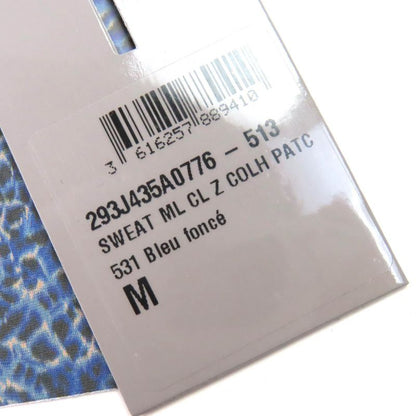 3 616257 889410
293J435A0776 - 513
SWEAT ML CL Z COLH PATC
531 Bleu foncé
M